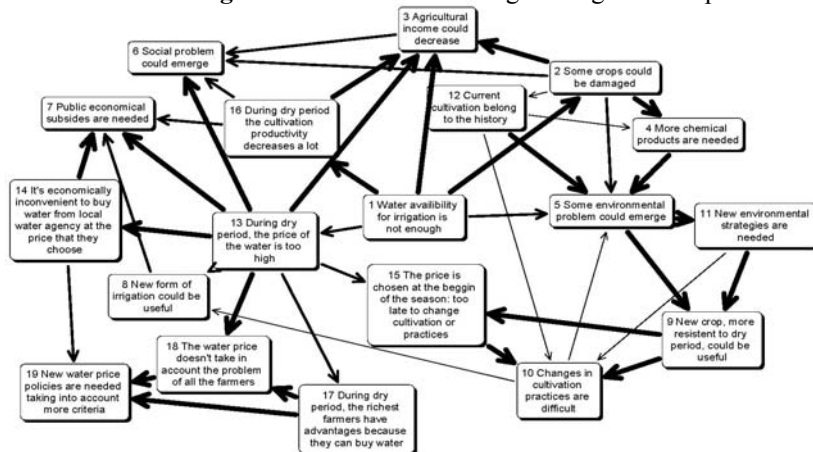 3 Agricultural
income could
decrease
6 Social problem
could emerge
2 Some crops could
be damaged
12 Current
cultivation belong
to the history
7 Public economical
subsides are needed
16 During dry period
the cultivation
productivity
decreases a lot
4 More chemical
products are needed
14 It's economically
inconvenient to buy
water from local
water agency at the
price that they
choose
13 During dry
period, the price of
the water is too
high
1 Water availibility
for irrigation is
not enough
5 Some environmental
problem could emerge
11 New environmental
strategies are
needed
8 New form of
irrigation could be
useful
15 The price is
chosen at the beggin
of the season: too
late to change
cultivation or
practices
9 New crop, more
resistent to dry
period, could be
useful
18 The water price
doesn't take in
account the problem
of all the farmers
19 New water price
policies are needed
taking into account
more criteria
10 Changes in
cultivation
practices are
difficult
17 During dry
period, the richest
farmers have
advantages because
they can buy water